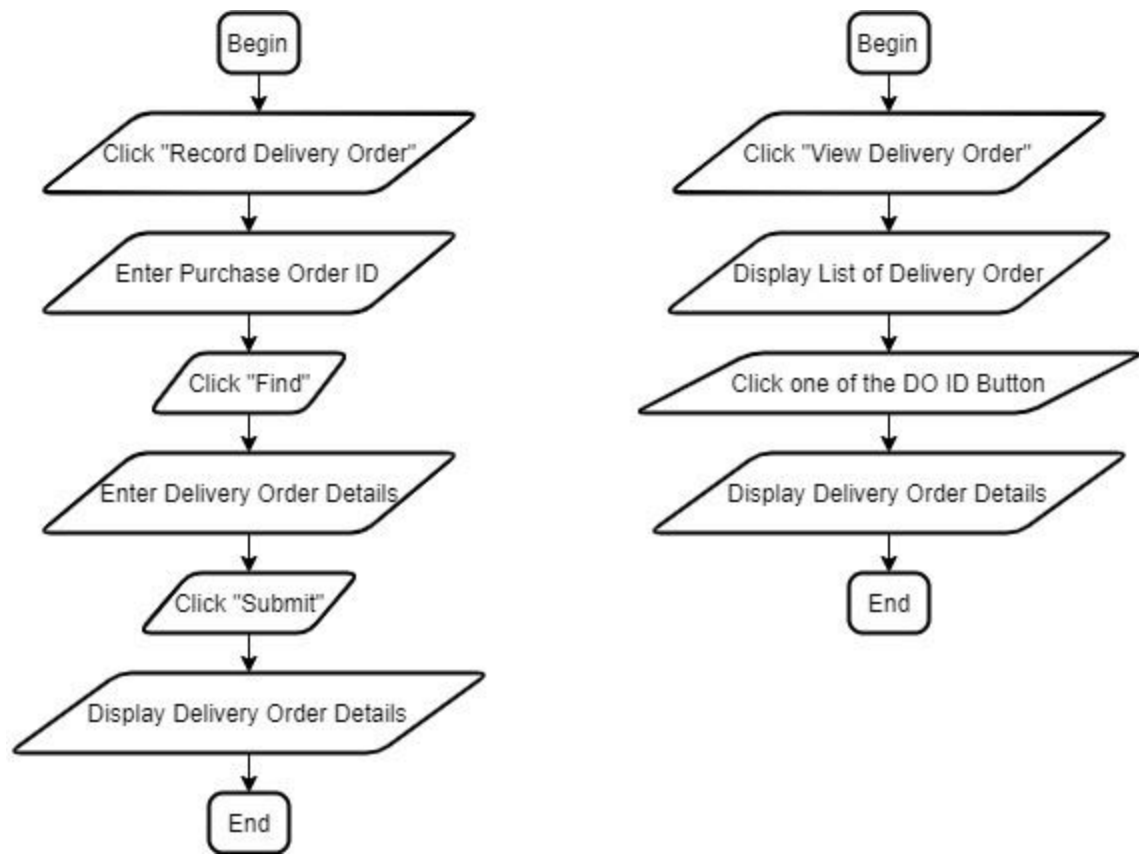 Begin
Click "Record Delivery Order"
Enter Purchase Order ID
Click "Find"
Enter Delivery Order Details
Click "Submit"
Display Delivery Order Details
End
Begin
Click "View Delivery Order"
Display List of Delivery Order
Click one of the DO ID Button
Display Delivery Order Details
End